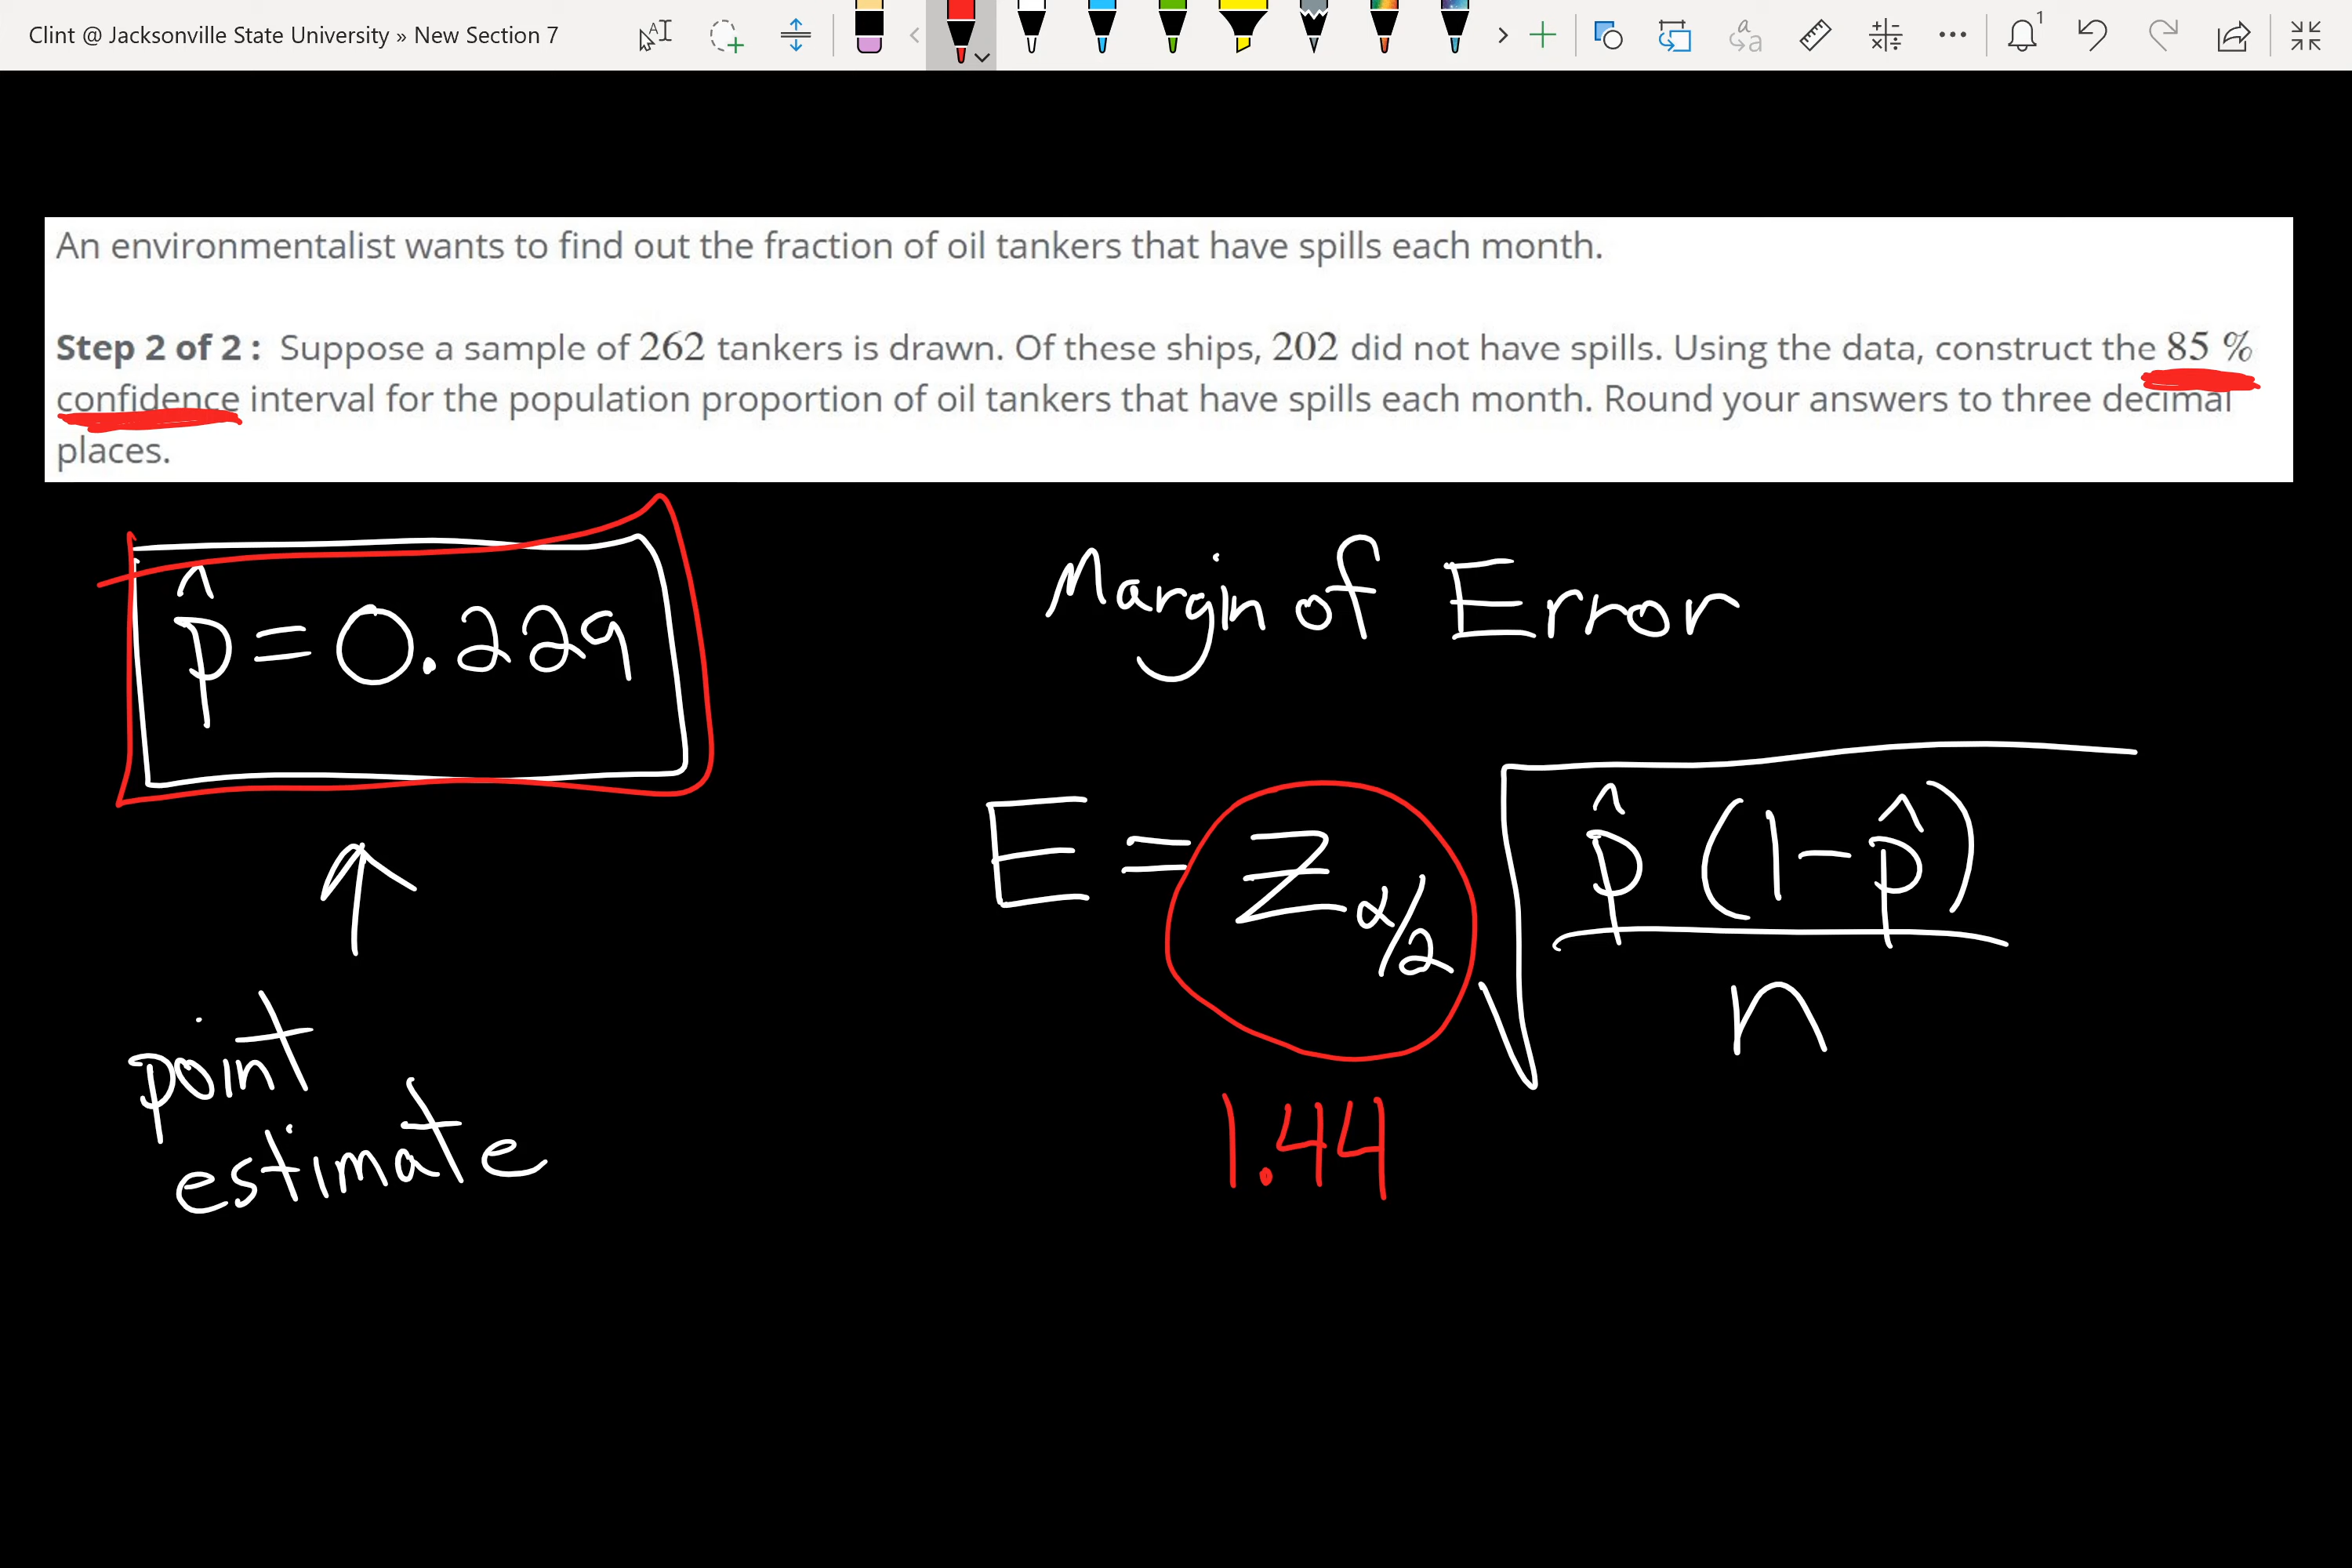 Clint @ Jacksonville State University » New Section 7
An environmentalist wants to find out the fraction of oil tankers that have spills each month.
Step 2 of 2 : Suppose a sample of 262 tankers is drawn. Of these ships, 202 did not have spills. Using the data, construct the 85 %
confidence interval for the population proportion of oil tankers that have spills each month. Round your answers to three decimal
places.
p̂ = 0.229
Margin of Error
E = Z α/2 √ p̂ (1-p̂)
n
point
estimate
1.44